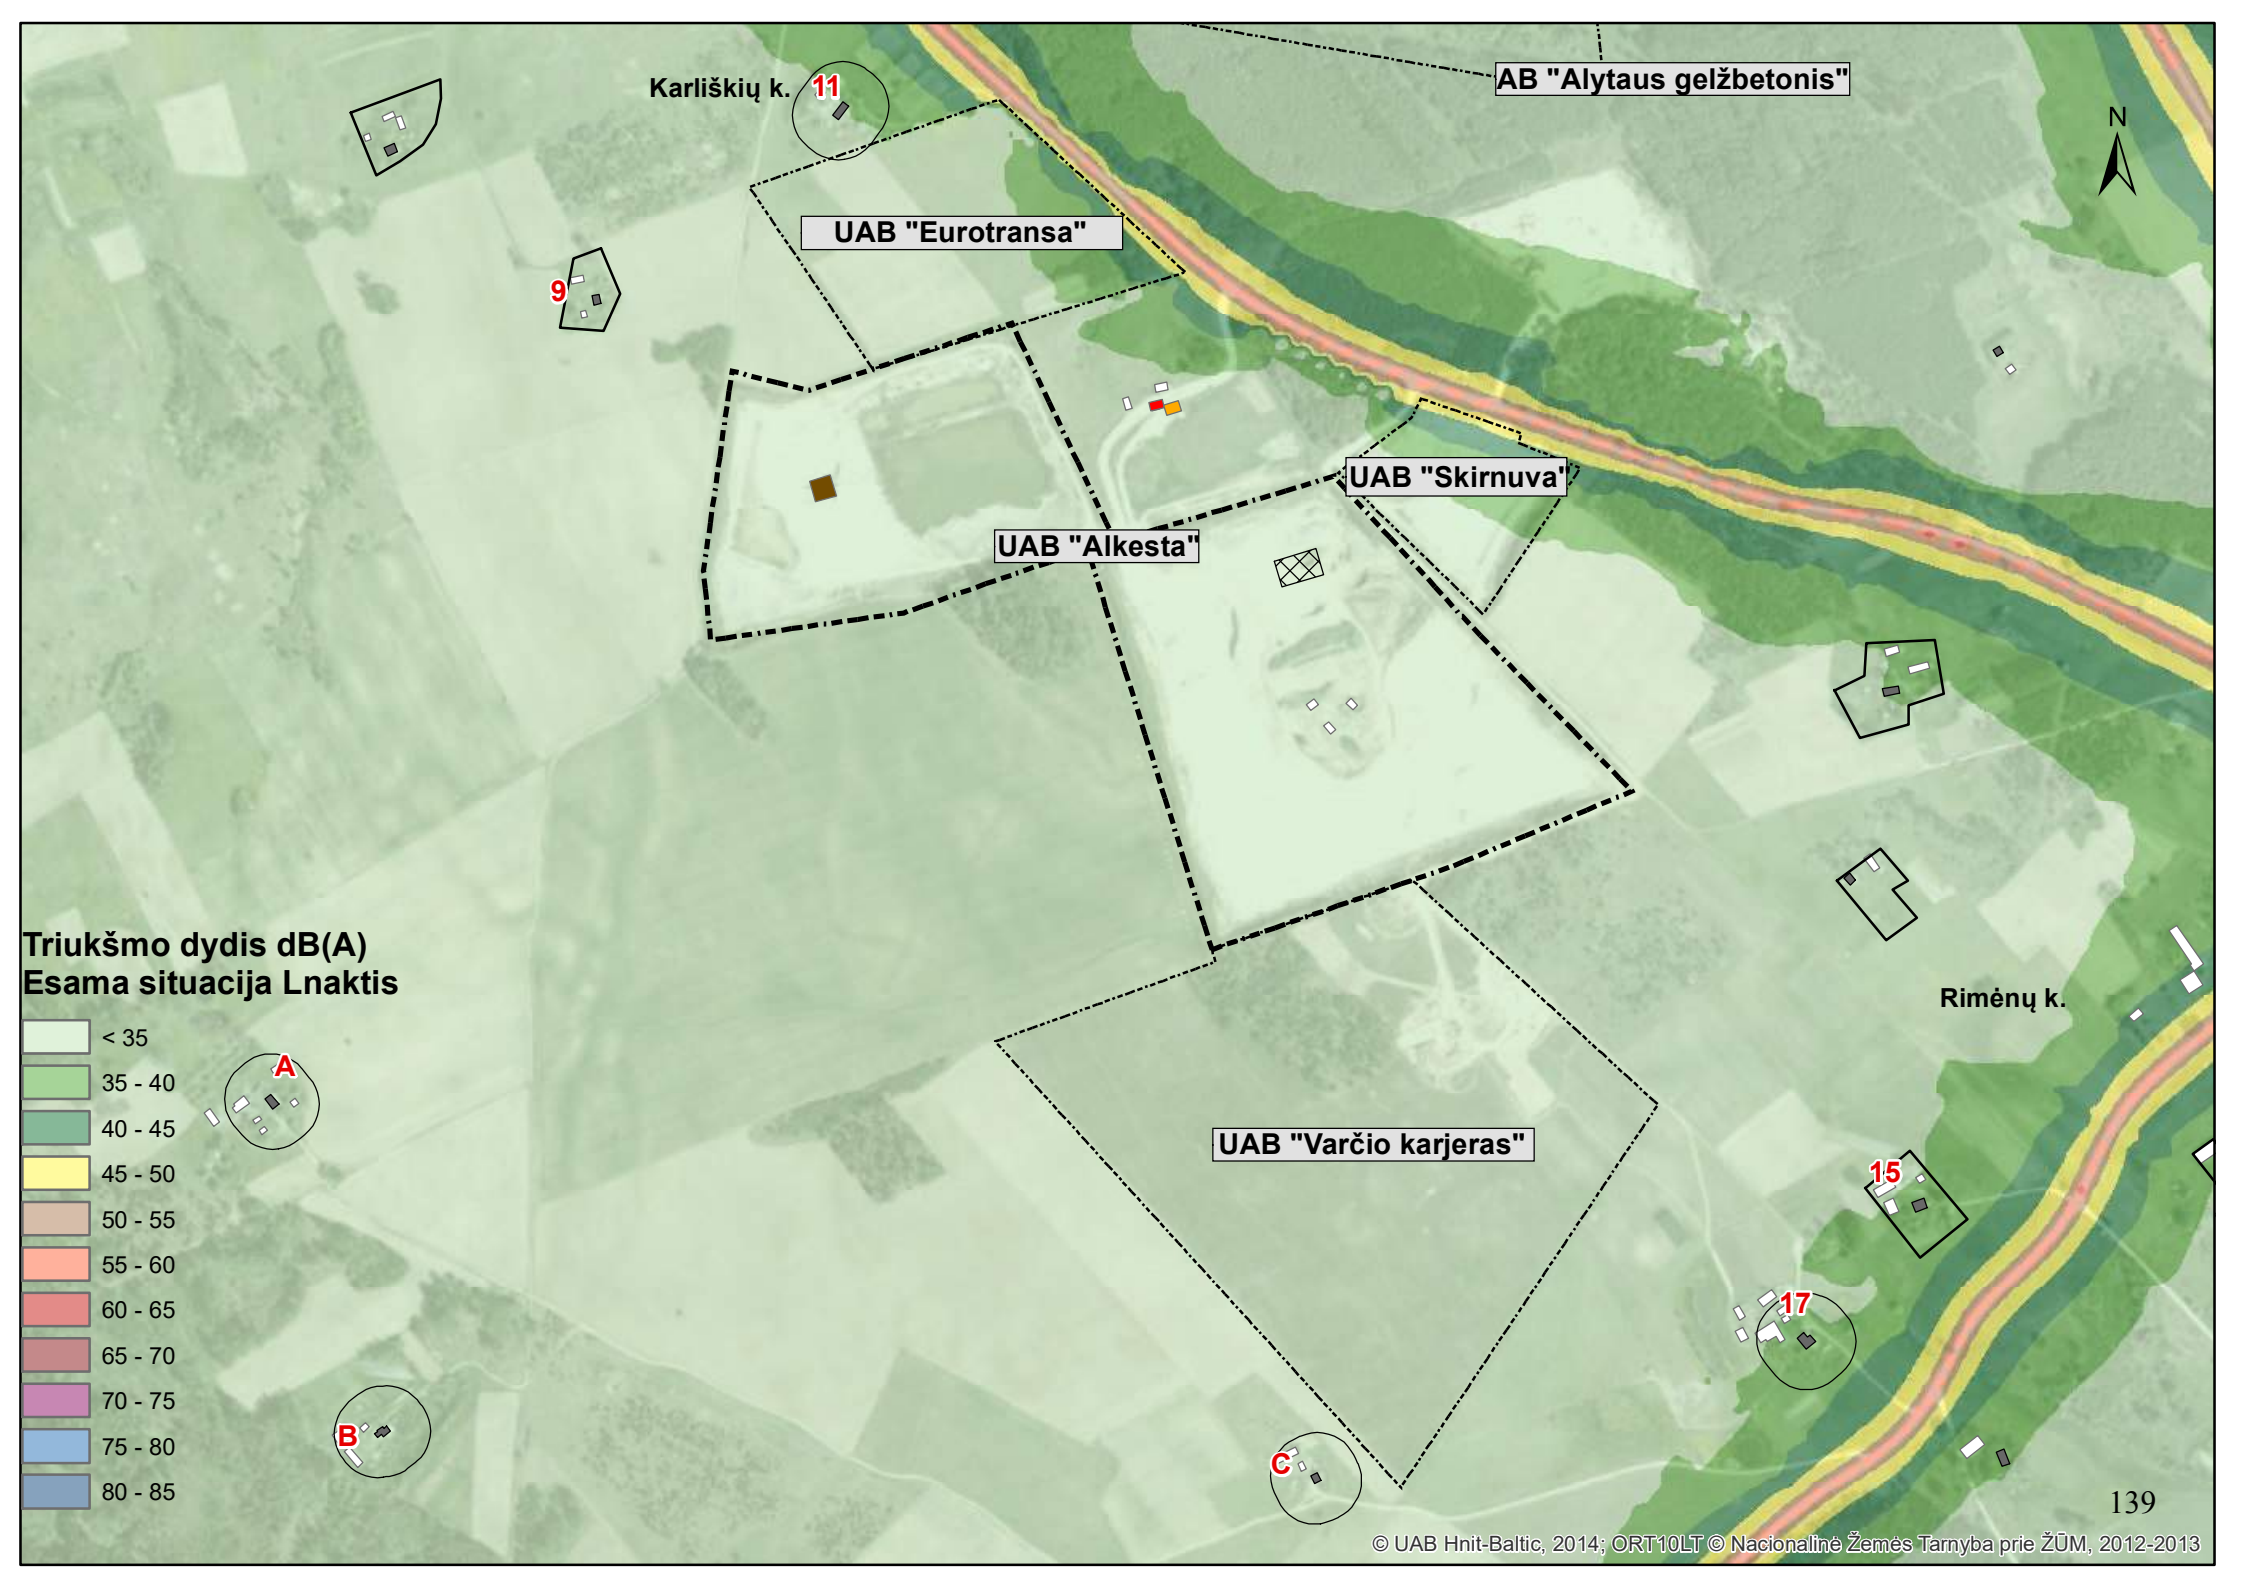 Karliškių k.
11
AB "Alytaus gelžbetonis"
N
UAB "Eurotransa"
9
UAB "Skirnuva"
UAB "Alkesta"
Triukšmo dydis dB(A)
Esama situacija Lnaktis
< 35
35 - 40
40 - 45
45 - 50
50 - 55
55 - 60
60 - 65
65 - 70
70 - 75
75 - 80
80 - 85
A
B
C
Rimėnų k.
UAB "Varčio karjeras"
15
17
139
© UAB Hnit-Baltic, 2014; ORT10LT © Nacionalinė Žemės Tarnyba prie ŽŪM, 2012-2013